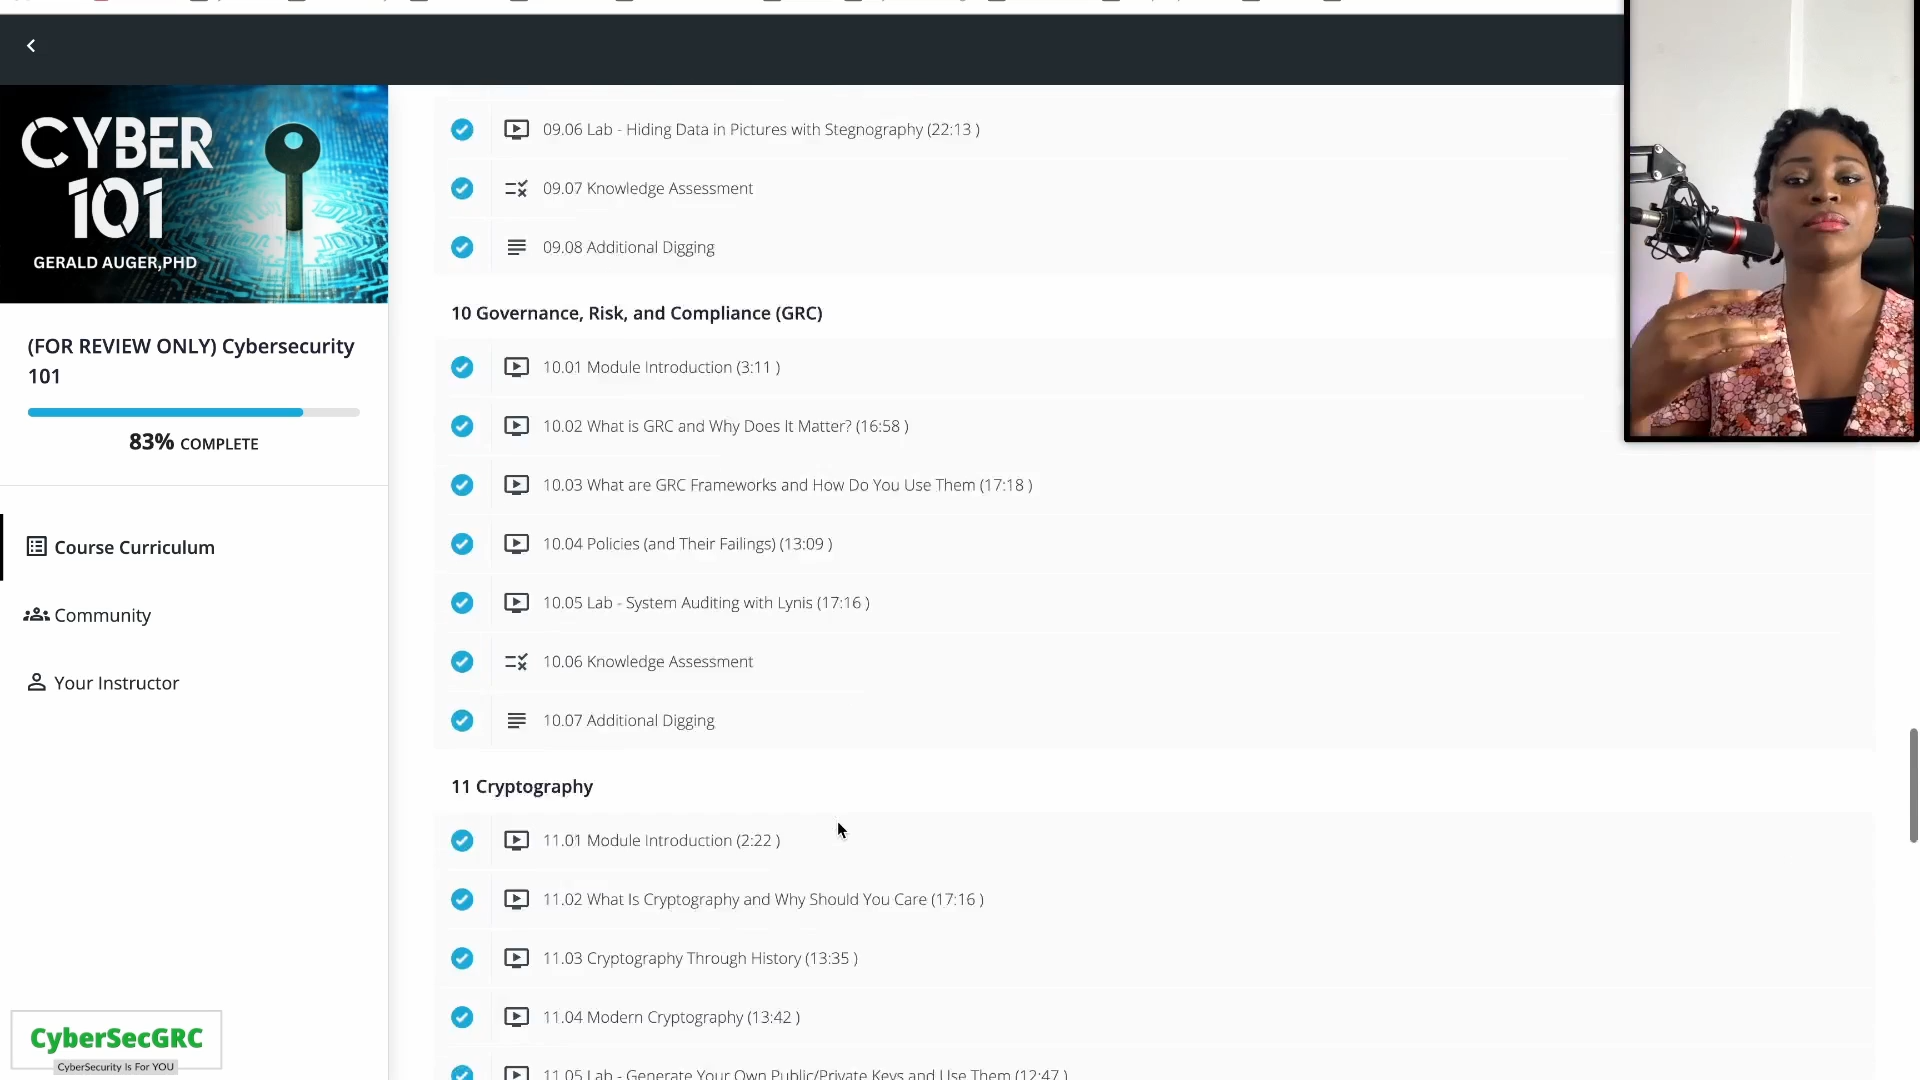 CYBER
101
GERALD AUGER,PHD
(FOR REVIEW ONLY) Cybersecurity
101
83% COMPLETE
Course Curriculum
Community
Your Instructor
CyberSecGRC
CyberSecurity Is For YOU
09.06 Lab - Hiding Data in Pictures with Stegnography (22:13 )
09.07 Knowledge Assessment
09.08 Additional Digging
10 Governance, Risk, and Compliance (GRC)
10.01 Module Introduction (3:11 )
10.02 What is GRC and Why Does It Matter? (16:58 )
10.03 What are GRC Frameworks and How Do You Use Them (17:18 )
10.04 Policies (and Their Failings) (13:09 )
10.05 Lab - System Auditing with Lynis (17:16 )
10.06 Knowledge Assessment
10.07 Additional Digging
11 Cryptography
11.01 Module Introduction (2:22 )
11.02 What Is Cryptography and Why Should You Care (17:16 )
11.03 Cryptography Through History (13:35 )
11.04 Modern Cryptography (13:42 )
11.05 Lab - Generate Your Own Public/Private Keys and Use Them (12:47 )